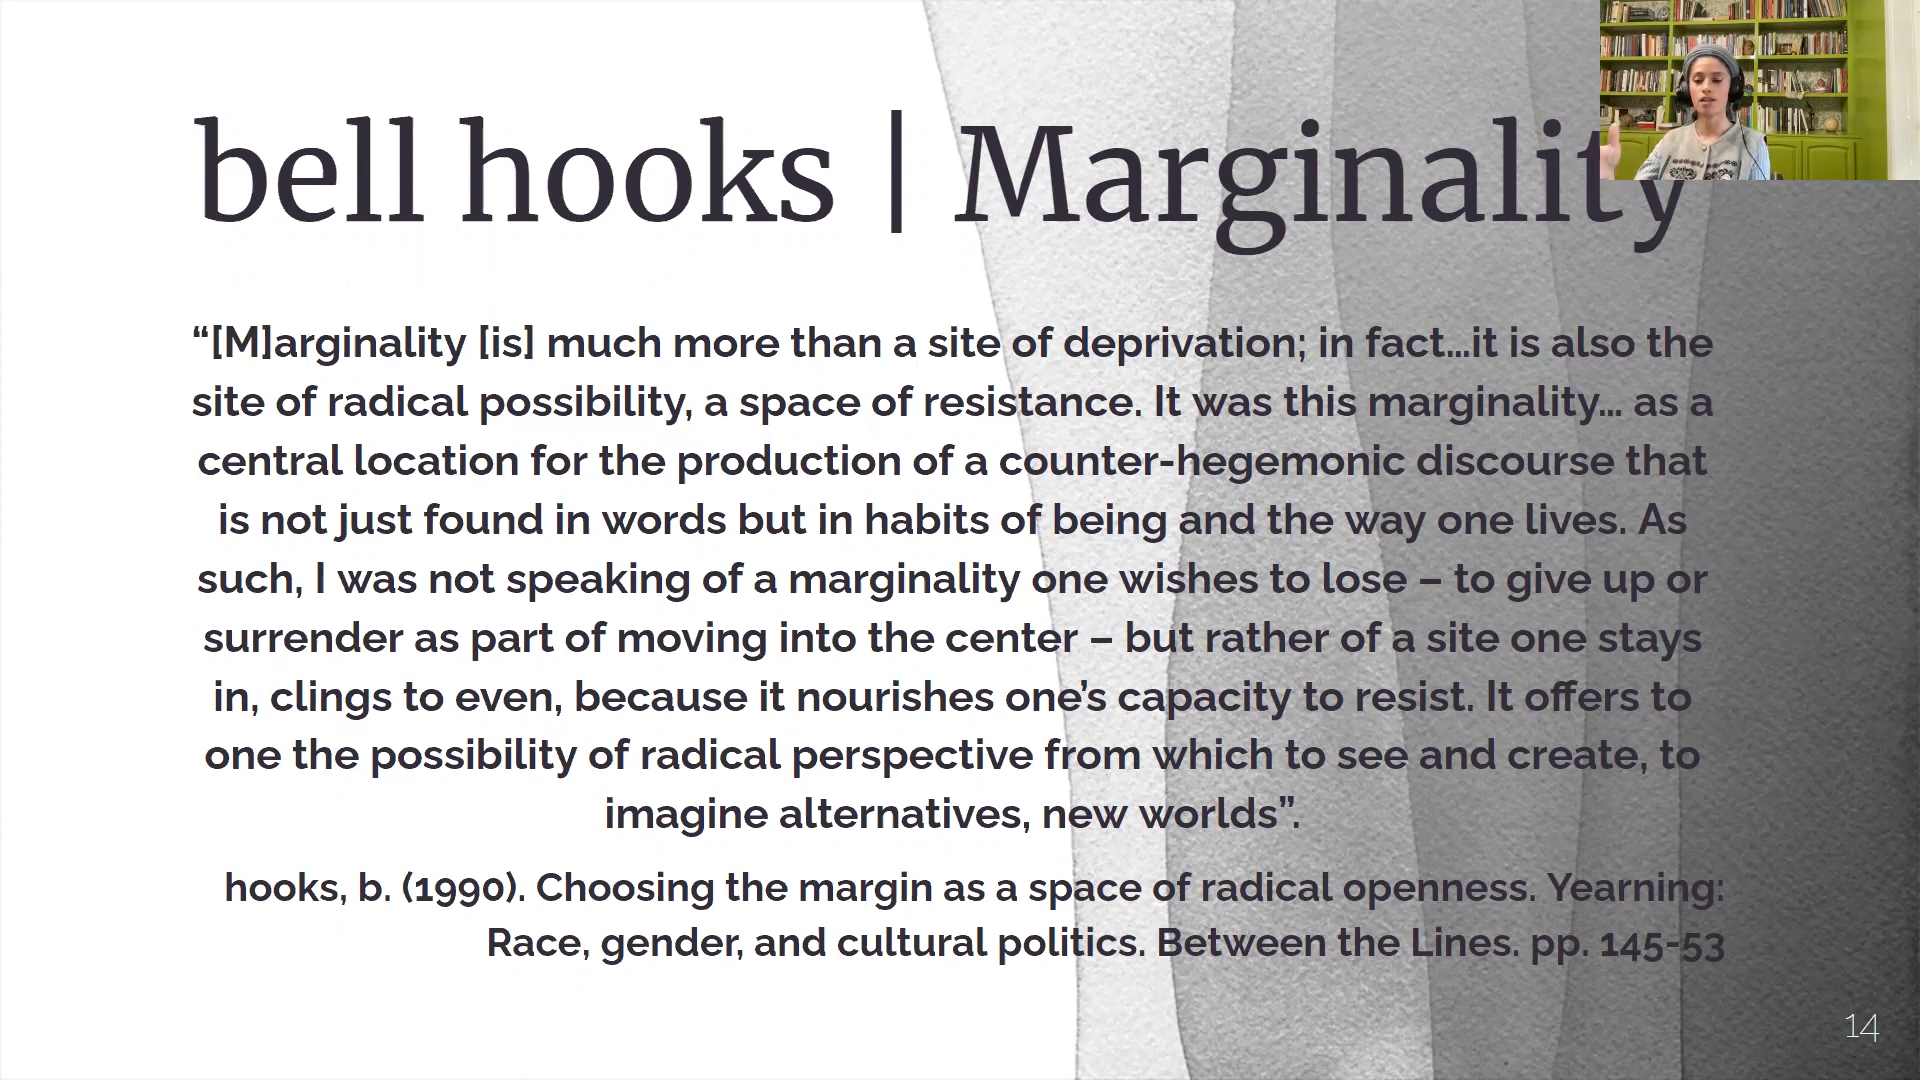 bell hooks | Marginality
“[M]arginality [is] much more than a site of deprivation; in fact…it is also the
site of radical possibility, a space of resistance. It was this marginality… as a
central location for the production of a counter-hegemonic discourse that
is not just found in words but in habits of being and the way one lives. As
such, I was not speaking of a marginality one wishes to lose – to give up or
surrender as part of moving into the center – but rather of a site one stays
in, clings to even, because it nourishes one’s capacity to resist. It offers to
one the possibility of radical perspective from which to see and create, to
imagine alternatives, new worlds”.
hooks, b. (1990). Choosing the margin as a space of radical openness. Yearning:
Race, gender, and cultural politics. Between the Lines. pp. 145-53
14